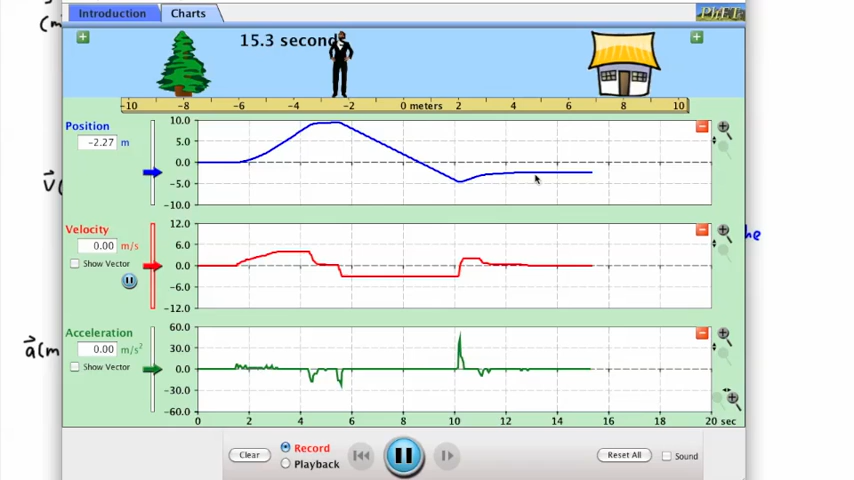 (m
Introduction
Charts
PhET
15.3 seconds
-10 -8 -6 -4 -2 0 meters 2 4 6 8 10
Position
-2.27 m
10.0
5.0
0.0
-5.0
-10.0
v(
he
Velocity
0.00 m/s
Show Vector
12.0
6.0
0.0
-6.0
-12.0
a(m
Acceleration
0.00 m/s²
Show Vector
60.0
30.0
0.0
-30.0
-60.0
0 2 4 6 8 10 12 14 16 18 20 sec
Clear
Record
Playback
Reset All
Sound